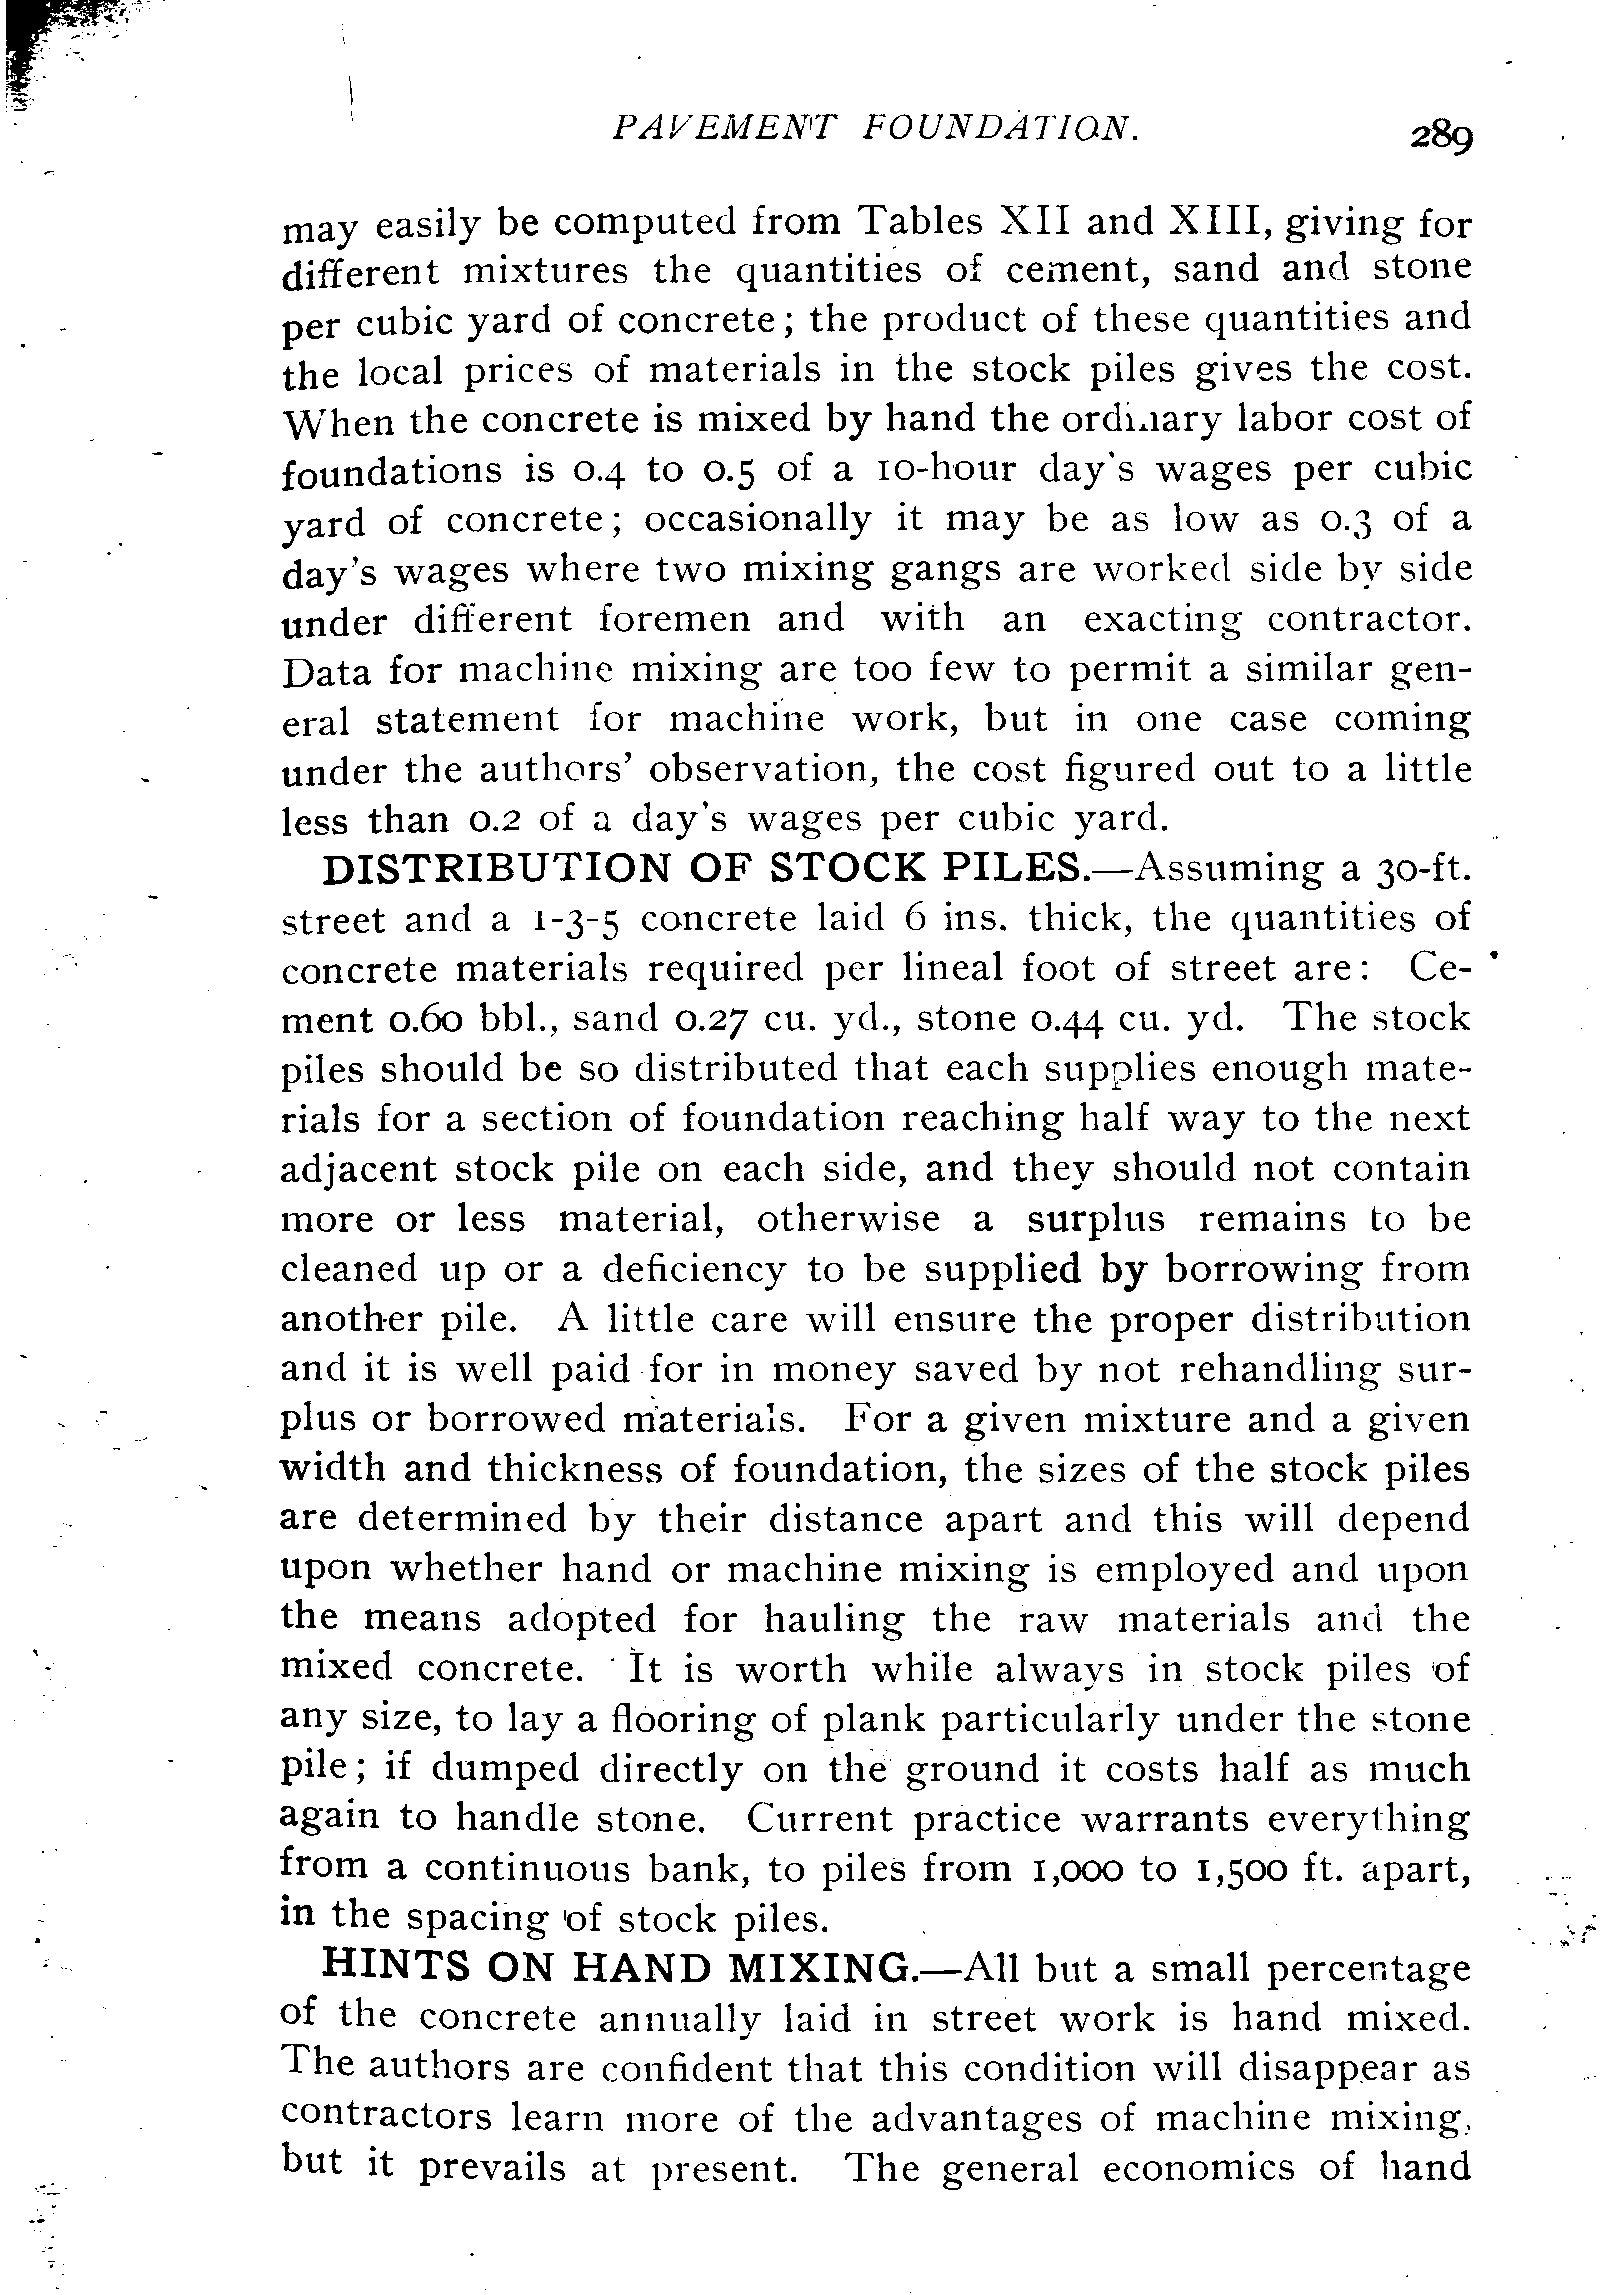 PAVEMENT FOUNDATION. 289
may easily be computed from Tables XII and XIII, giving for
different mixtures the quantities of cement, sand and stone
per cubic yard of concrete; the product of these quantities and
the local prices of materials in the stock piles gives the cost.
When the concrete is mixed by hand the ordinary labor cost of
foundations is 0.4 to 0.5 of a 10-hour day's wages per cubic
yard of concrete; occasionally it may be as low as 0.3 of a
day's wages where two mixing gangs are worked side by side
under different foremen and with an exacting contractor.
Data for machine mixing are too few to permit a similar gen-
eral statement for machine work, but in one case coming
under the authors' observation, the cost figured out to a little
less than 0.2 of a day's wages per cubic yard.
DISTRIBUTION OF STOCK PILES.—Assuming a 30-ft.
street and a 1-3-5 concrete laid 6 ins. thick, the quantities of
concrete materials required per lineal foot of street are: Ce-
ment 0.60 bbl., sand 0.27 cu. yd., stone 0.44 cu. yd. The stock
piles should be so distributed that each supplies enough mate-
rials for a section of foundation reaching half way to the next
adjacent stock pile on each side, and they should not contain
more or less material, otherwise a surplus remains to be
cleaned up or a deficiency to be supplied by borrowing from
another pile. A little care will ensure the proper distribution
and it is well paid for in money saved by not rehandling sur-
plus or borrowed materials. For a given mixture and a given
width and thickness of foundation, the sizes of the stock piles
are determined by their distance apart and this will depend
upon whether hand or machine mixing is employed and upon
the means adopted for hauling the raw materials and the
mixed concrete. It is worth while always in stock piles of
any size, to lay a flooring of plank particularly under the stone
pile; if dumped directly on the ground it costs half as much
again to handle stone. Current practice warrants everything
from a continuous bank, to piles from 1,000 to 1,500 ft. apart,
in the spacing of stock piles.
HINTS ON HAND MIXING.—All but a small percentage
of the concrete annually laid in street work is hand mixed.
The authors are confident that this condition will disappear as
contractors learn more of the advantages of machine mixing,
but it prevails at present. The general economics of hand